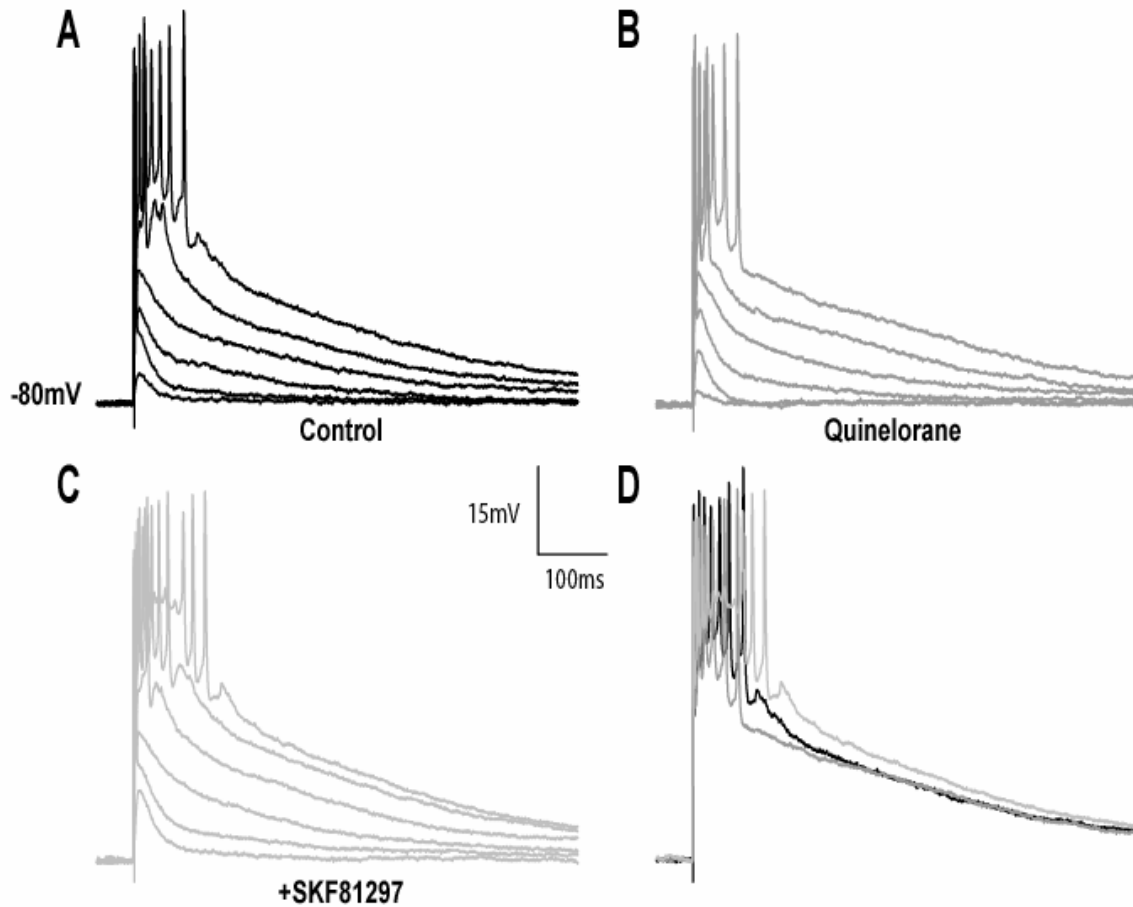 A
B
-80mV
Control
Quinelorane
C
D
15mV
100ms
+SKF81297